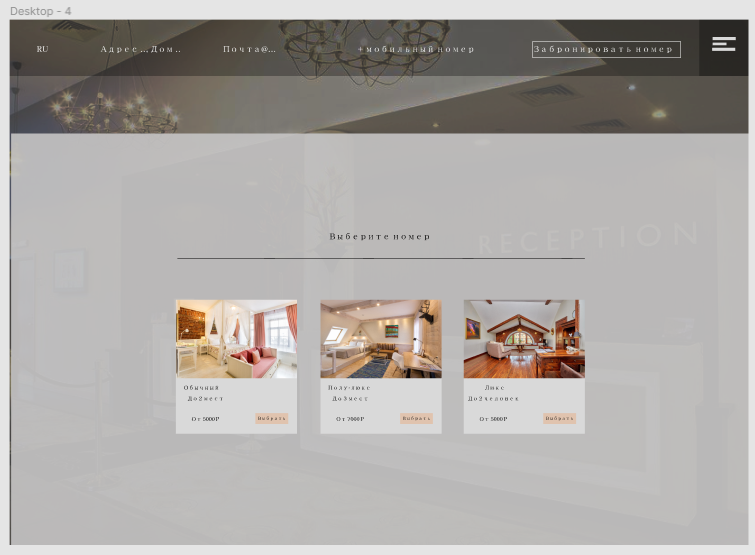 Desktop - 4
RU Адрес...Дом.. Почта@... +мобильный номер Забронировать номер
RECEPTION
Выберите номер
Обычный Полу-люкс Люкс
До2мест До3мест До2человек
От 5000Р Выбрать От 7000Р Выбрать От 5000Р Выбрать